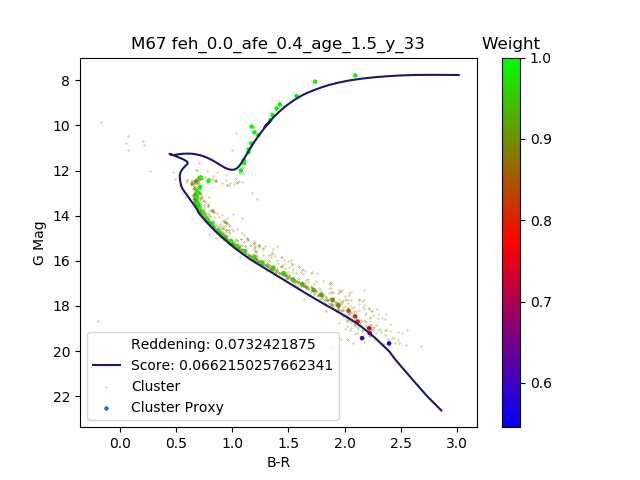 M67 feh_0.0_afe_0.4_age_1.5_y_33
Weight
8
10
12
14
16
18
20
22
G Mag
0.0
0.5
1.0
1.5
2.0
2.5
3.0
B-R
Reddening: 0.0732421875
Score: 0.0662150257662341
Cluster
Cluster Proxy
1.0
0.9
0.8
0.7
0.6